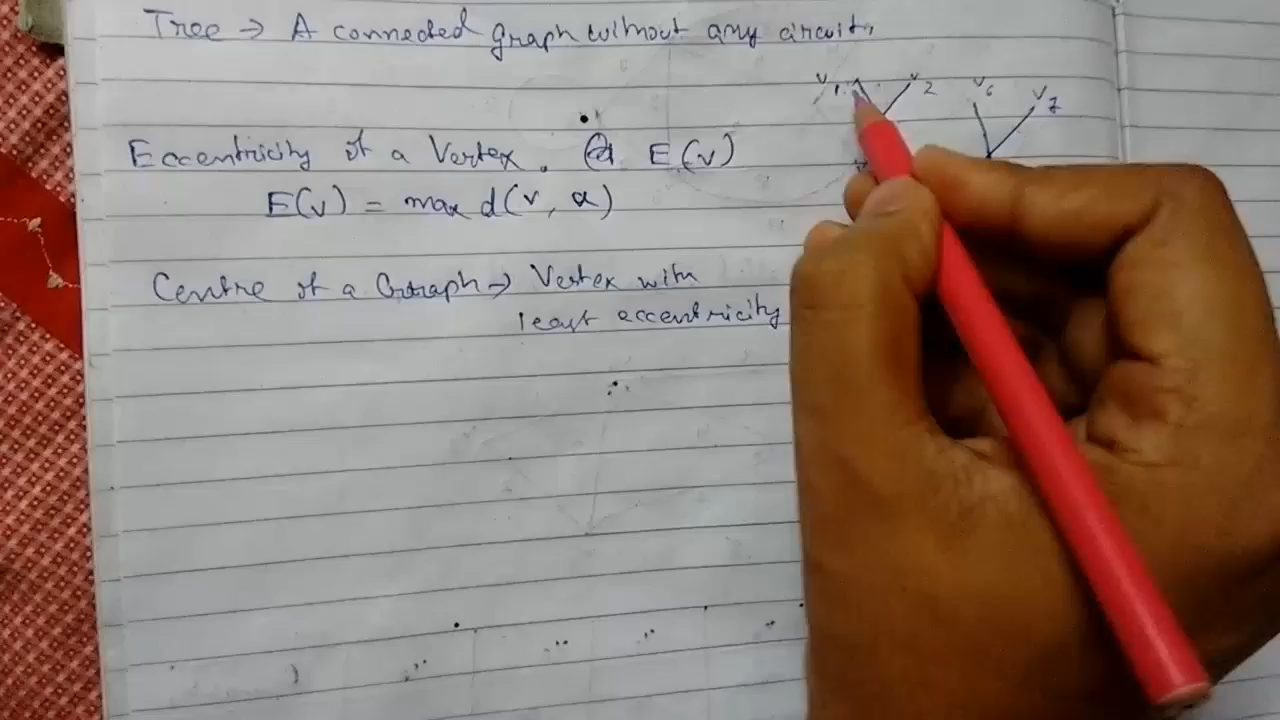 Tree → A connected graph without any circuit,
v1 v2 v6 v7
Eccentricity of a Vertex. E(v)
E(v) = max d(v, x)
Centre of a Graph → Vertex with
least eccentricity